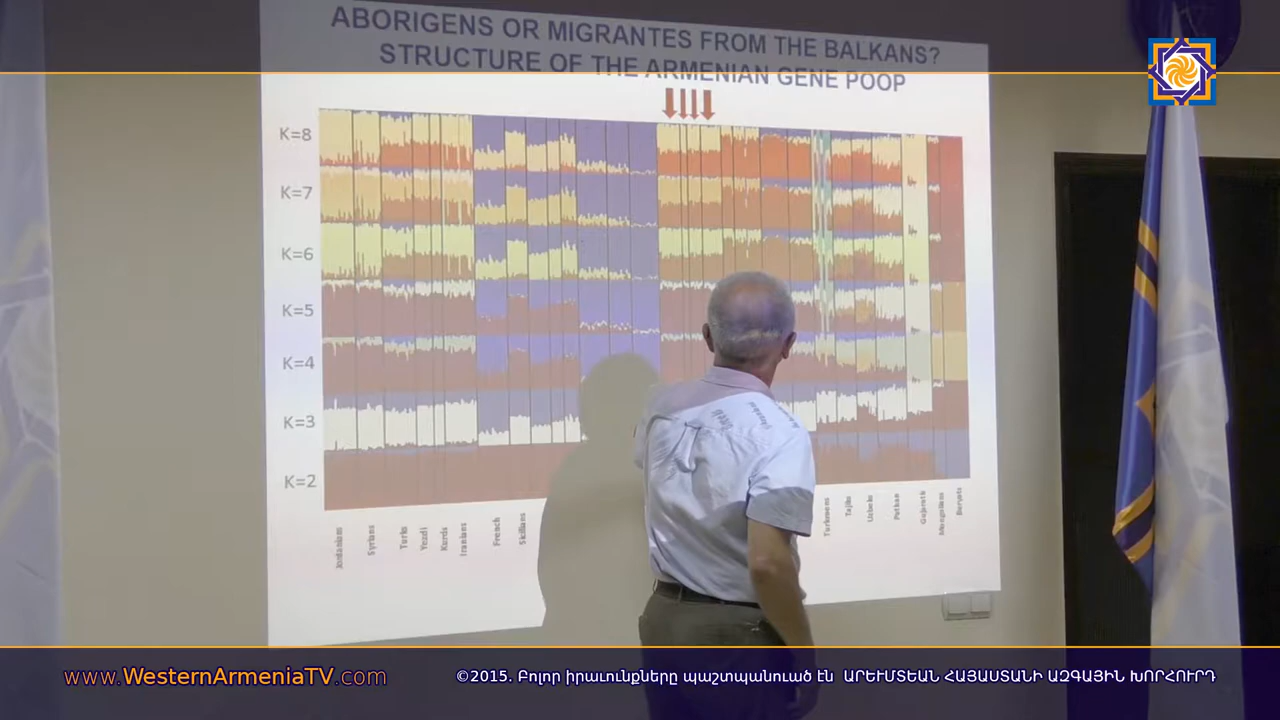 ABORIGENS OR MIGRANTES FROM THE BALKANS?
STRUCTURE OF THE ARMENIAN GENE POOP
K=8
K=7
K=6
K=5
K=4
K=3
K=2
Jordanians
Syrians
Turks
Yezdi
Kurds
Iranians
French
Sicilians
Turkmens
Tajiks
Uzbeks
Pathan
Gujarati
Mongolians
Buryats
www.WesternArmeniaTV.com
©2015. Բոլոր իրաւունքները պաշտպանուած էն ԱՐԵՒՄՏԵԱՆ ՀԱՅԱՍՏԱՆԻ ԱԶԳԱՅԻՆ ԽՈՐՀՈՒՐԴ